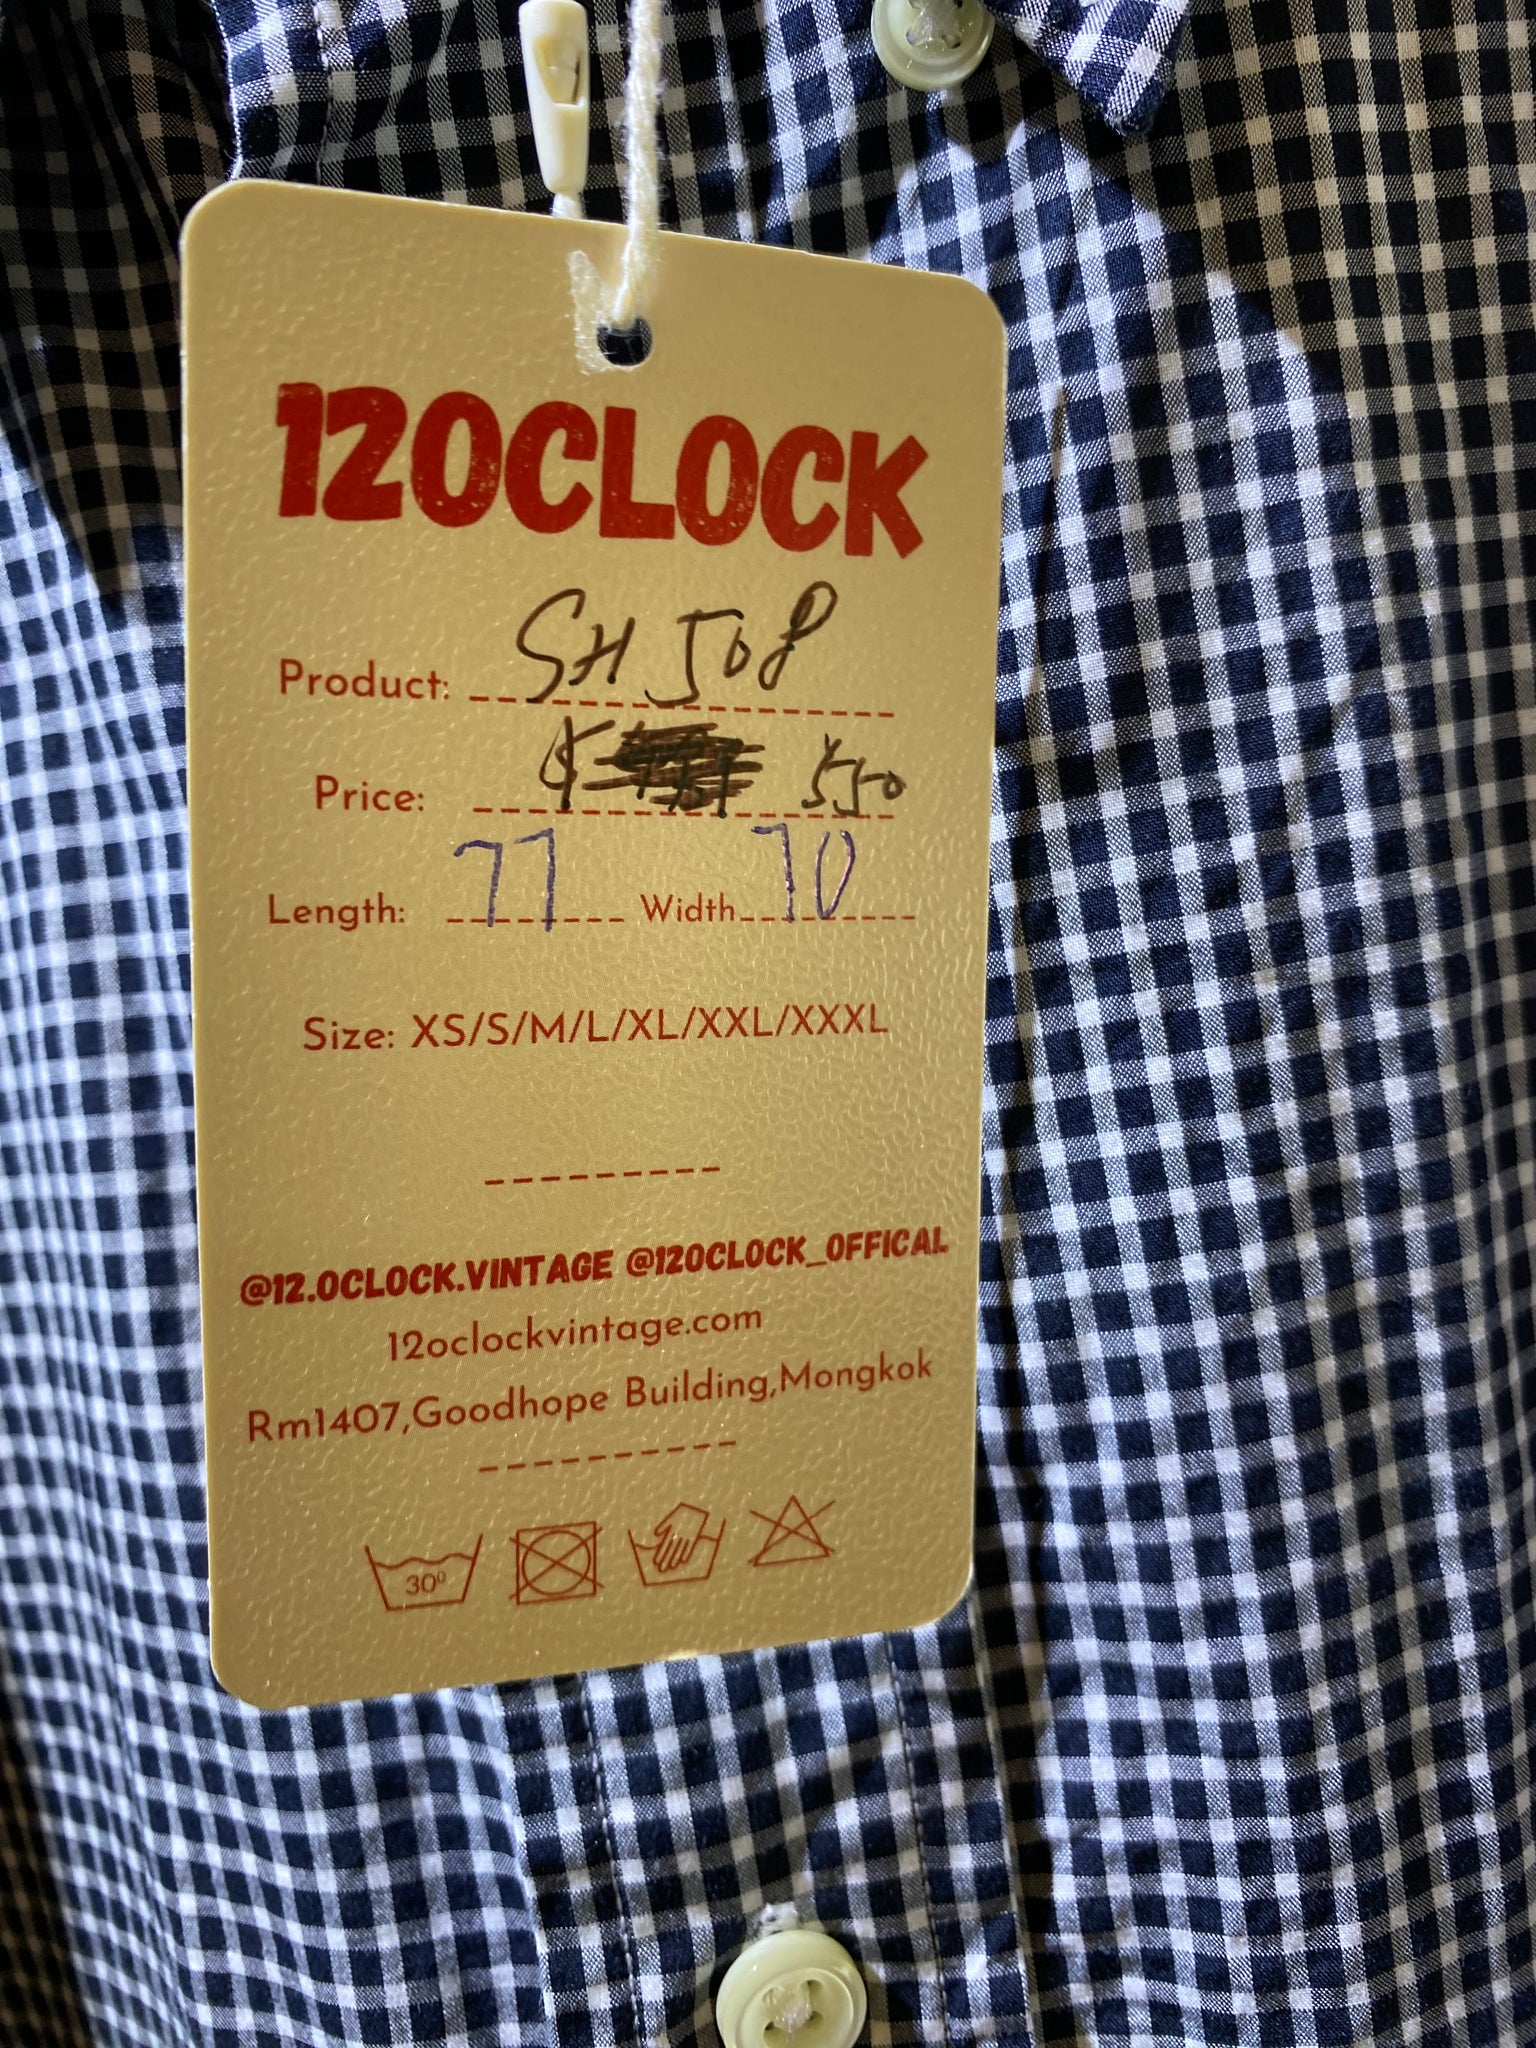 12OCLOCK
Product: SH 508
Price: $ 550
Length: 77 Width 70
Size: XS/S/M/L/XL/XXL/XXXL
@12.OCLOCK.VINTAGE @12OCLOCK_OFFICAL
12oclockvintage.com
Rm1407,Goodhope Building,Mongkok
30⁰